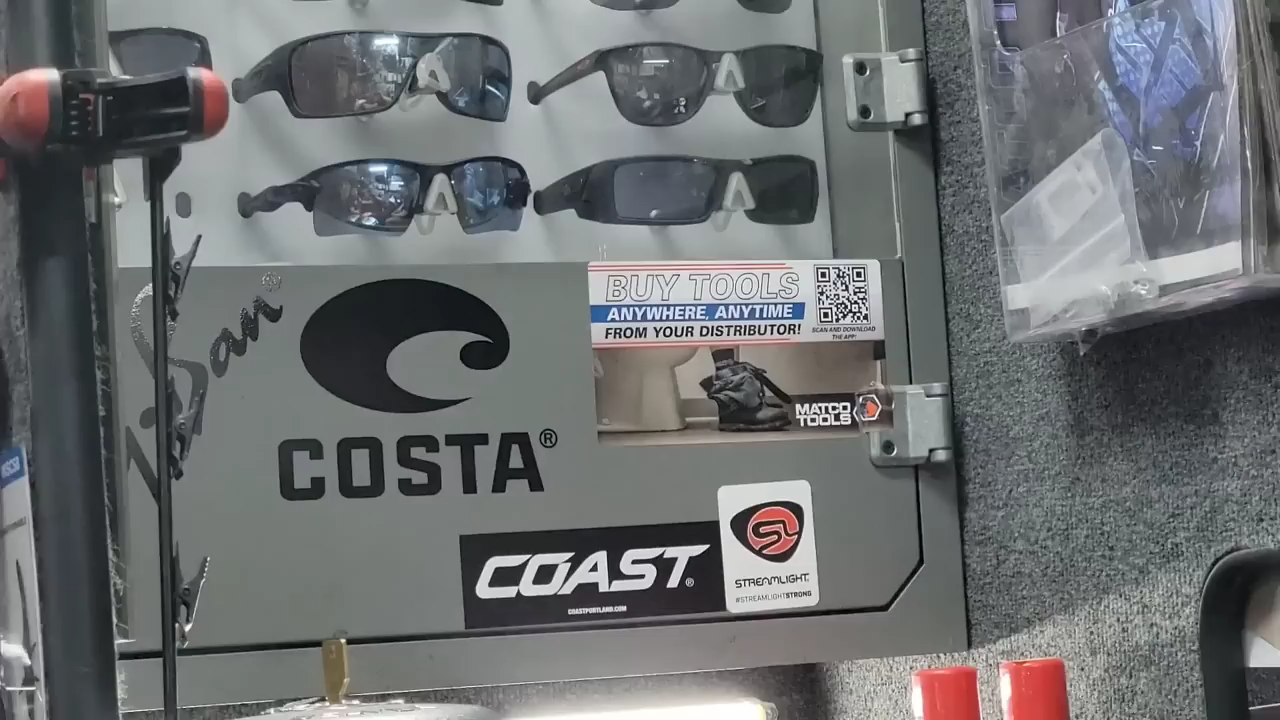 BUY TOOLS
ANYWHERE, ANYTIME
FROM YOUR DISTRIBUTOR!
SCAN AND DOWNLOAD
THE APP!
MATCO
TOOLS
COSTA®
COAST®
COASTPORTLAND.COM
SL
STREAMLIGHT®
#STREAMLIGHTSTRONG